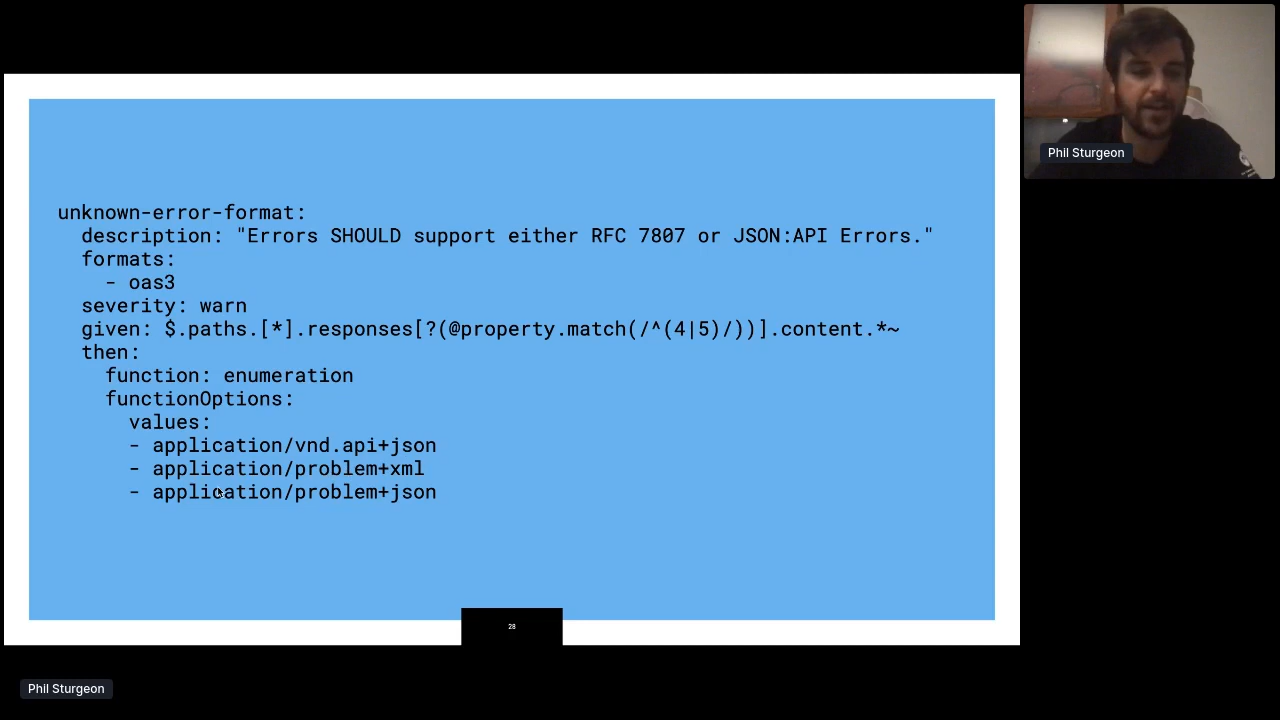 unknown-error-format:
description: "Errors SHOULD support either RFC 7807 or JSON:API Errors."
formats:
- oas3
severity: warn
given: $.paths.[*].responses[?(@property.match(/^(4|5)/))].content.*~
then:
function: enumeration
functionOptions:
values:
- application/vnd.api+json
- application/problem+xml
- application/problem+json
28
Phil Sturgeon
Phil Sturgeon